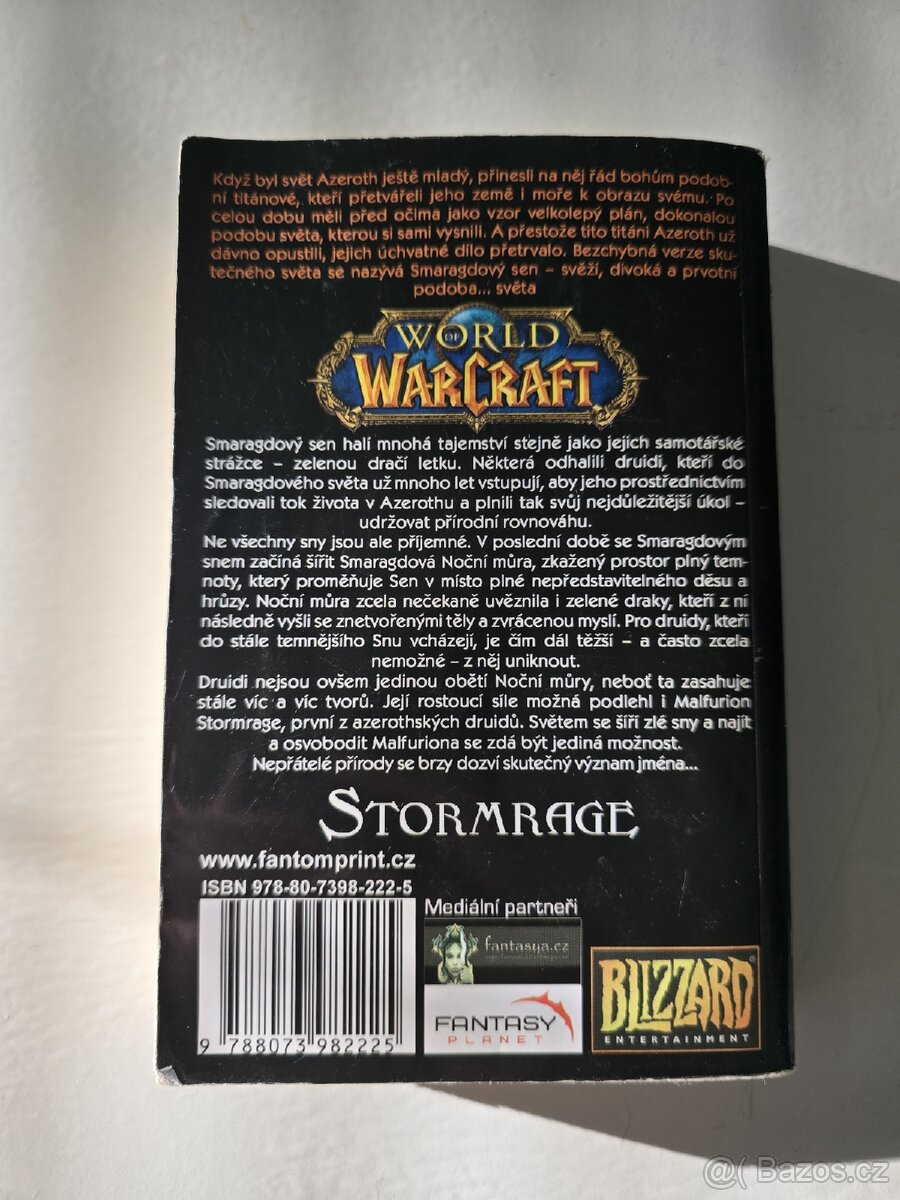 Když byl svět Azeroth ještě mladý, přinesli na něj řád bohům podob-
ní titánové, kteří přetvářeli jeho země i moře k obrazu svému. Po
celou dobu měli před očima jako vzor velkolepý plán, dokonalou
podobu světa, kterou si sami vysnili. A přestože tito titáni Azeroth už
dávno opustili, jejich úchvatné dílo přetrvalo. Bezchybná verze sku-
tečného světa se nazývá Smaragdový sen – svěží, divoká a prvotní
podoba... světa
WORLD
OF
WARCRAFT
Smaragdový sen halí mnohá tajemství stejně jako jejich samotářské
strážce – zelenou dračí letku. Některá odhalili druidi, kteří do
Smaragdového světa už mnoho let vstupují, aby jeho prostřednictvím
sledovali tok života v Azerothu a plnili tak svůj nejdůležitější úkol –
udržovat přírodní rovnováhu.
Ne všechny sny jsou ale příjemné. V poslední době se Smaragdovým
snem začíná šířit Smaragdová Noční můra, zkažený prostor plný tem-
noty, který proměňuje Sen v místo plné nepředstavitelného děsu a
hrůzy. Noční můra zcela nečekaně uvěznila i zelené draky, kteří z ní
následně vyšli se znetvořenými těly a zvrácenou myslí. Pro druidy, kteří
do stále temnějšího Snu vcházejí, je čím dál těžší – a často zcela
nemožné – z něj uniknout.
Druidi nejsou ovšem jedinou obětí Noční můry, neboť ta zasahuje
stále víc a víc tvorů. Její rostoucí síle možná podlehl i Malfurion
Stormrage, první z azerothských druidů. Světem se šíří zlé sny a najít
a osvobodit Malfuriona se zdá být jediná možnost.
Nepřátelé přírody se brzy dozví skutečný význam jména...
STORMRAGE
www.fantomprint.cz
ISBN 978-80-7398-222-5
Mediální partneři
fantasya.cz
FANTASY
PLANET
BLIZZARD
ENTERTAINMENT
9 788073 982225
@( Bazos.cz